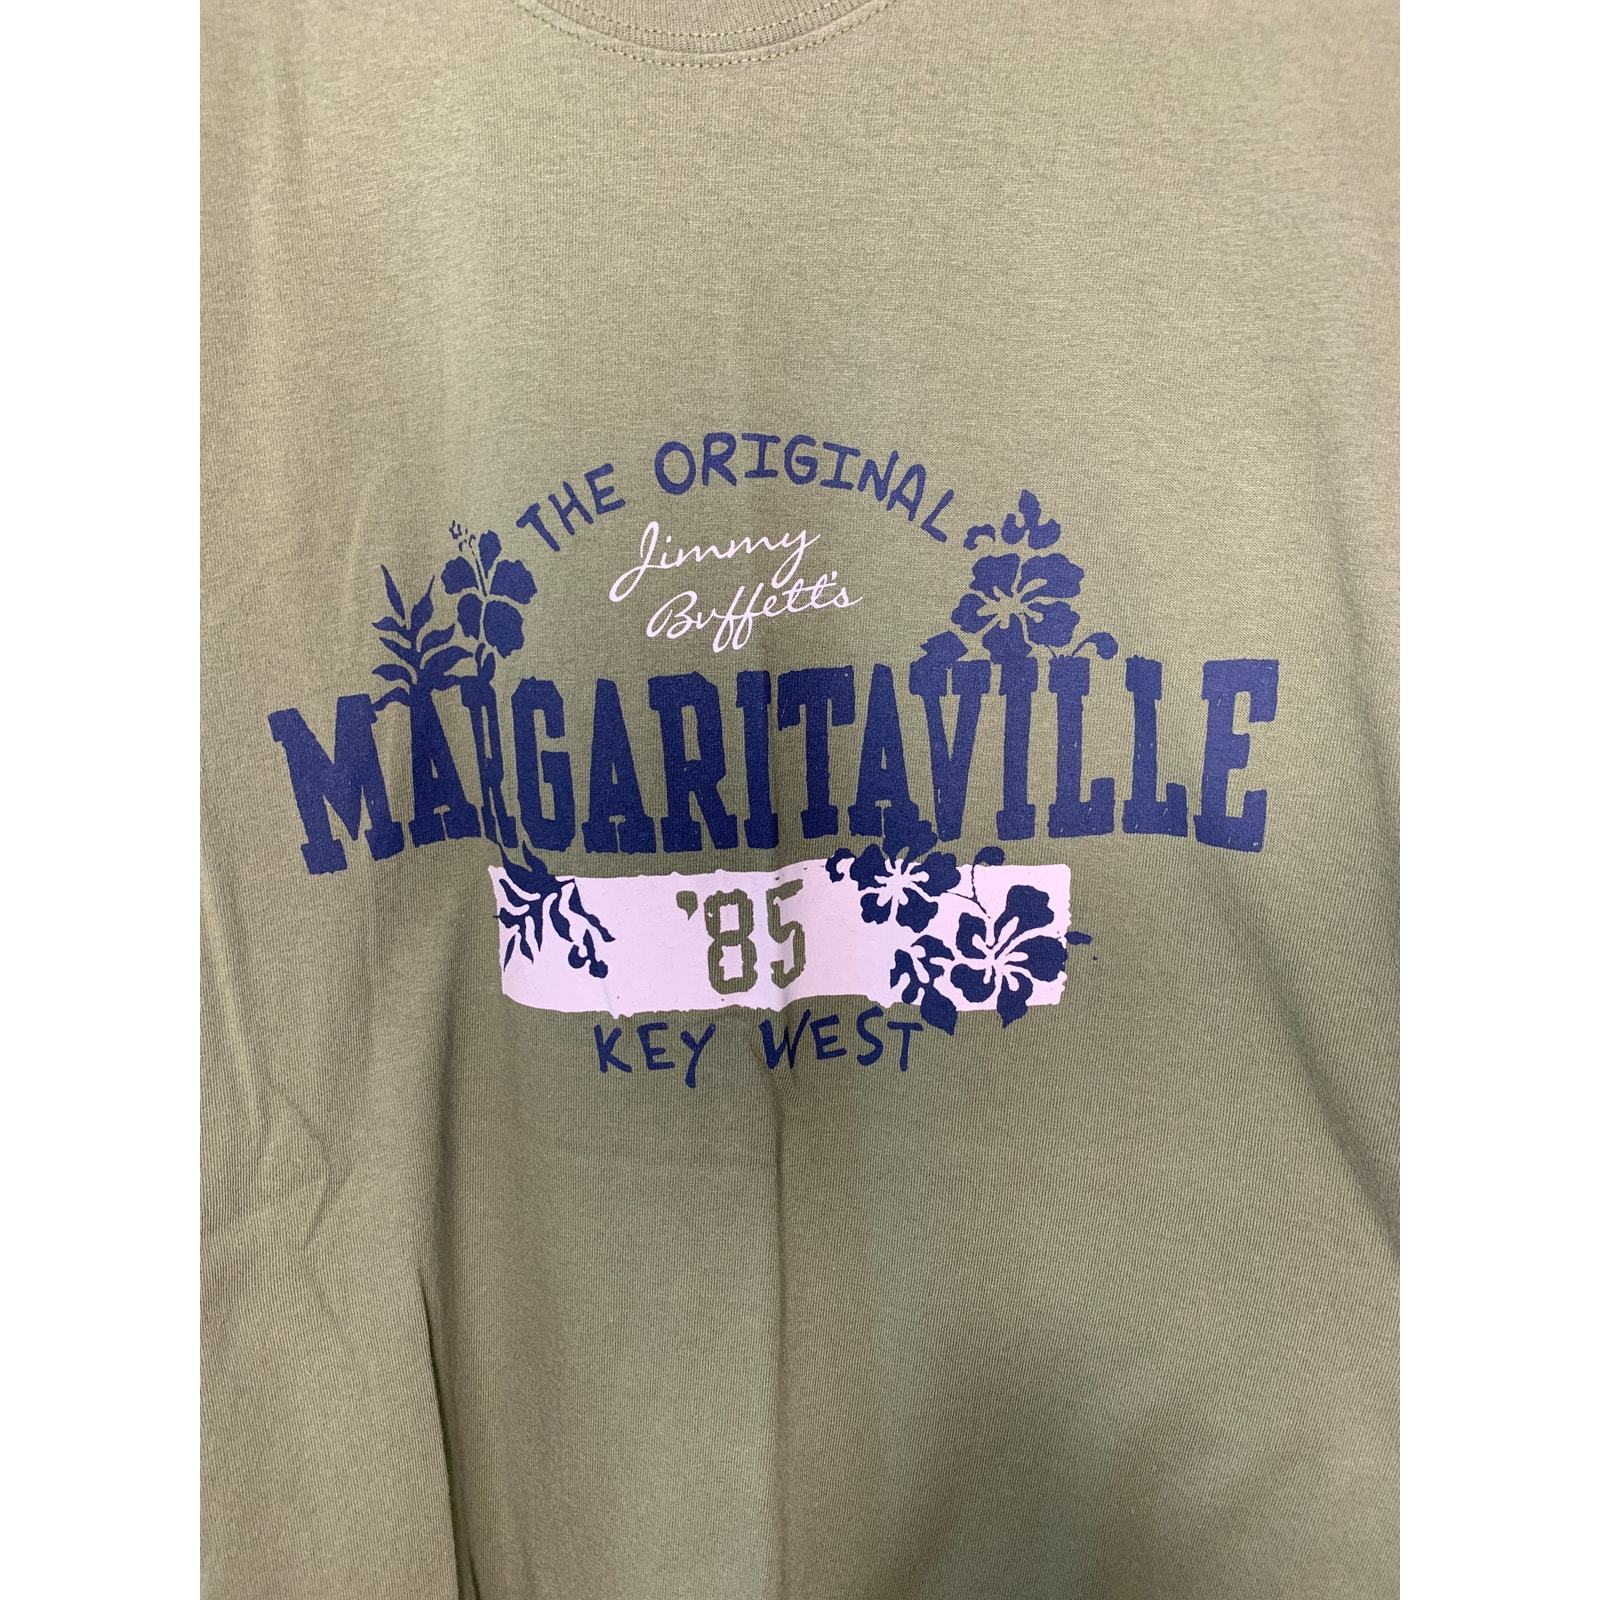 THE ORIGINAL
Jimmy
Buffett's
MARGARITAVILLE
'85
KEY WEST